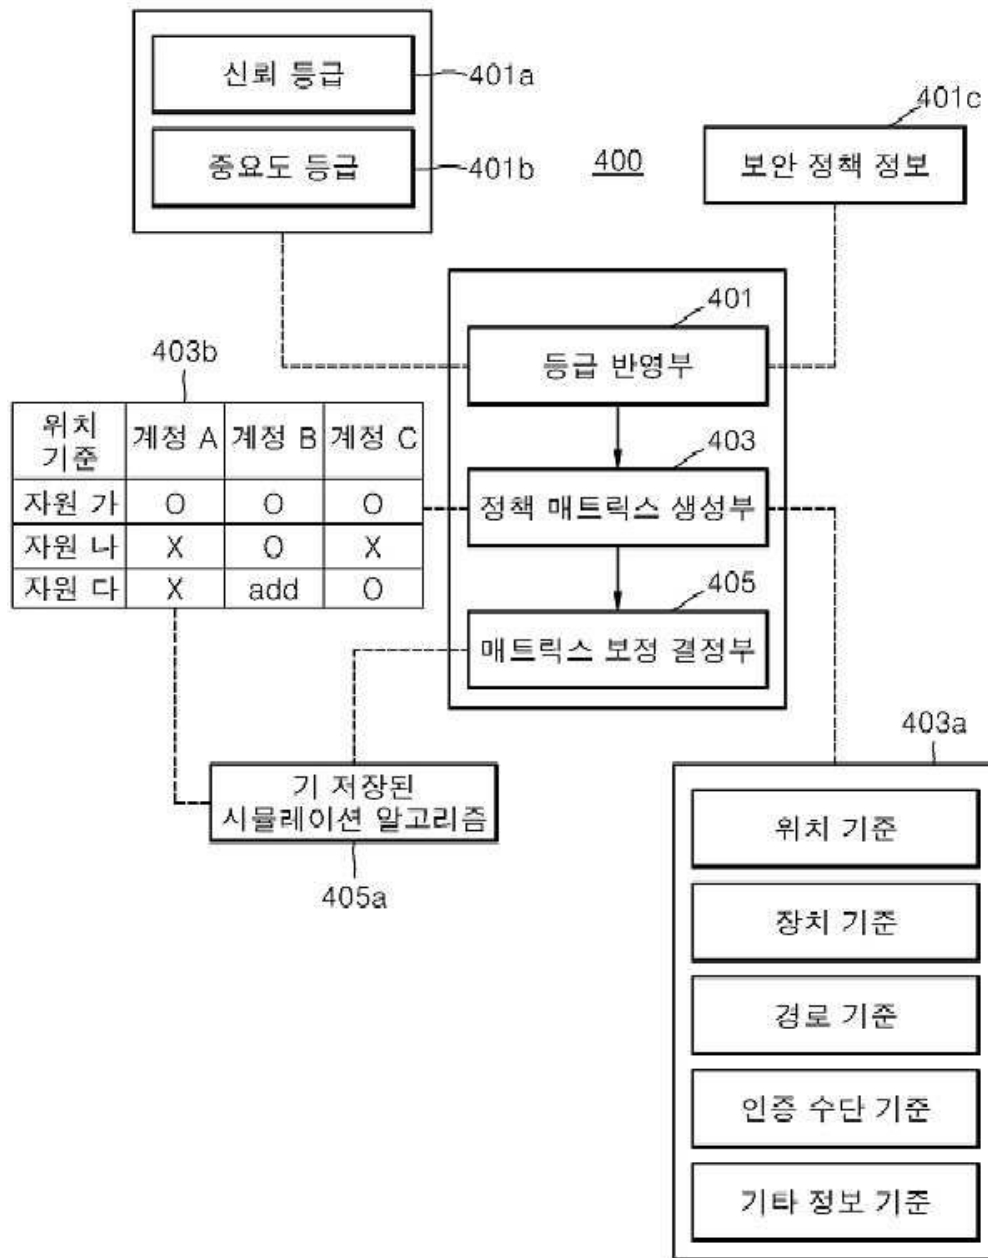 신뢰 등급
401a
중요도 등급
401b
400
401c
보안 정책 정보
401
등급 반영부
403b
위치 기준 계정 A 계정 B 계정 C
자원 가 O O O
자원 나 X O X
자원 다 X add O
403
정책 매트릭스 생성부
405
매트릭스 보정 결정부
기 저장된
시뮬레이션 알고리즘
405a
403a
위치 기준
장치 기준
경로 기준
인증 수단 기준
기타 정보 기준